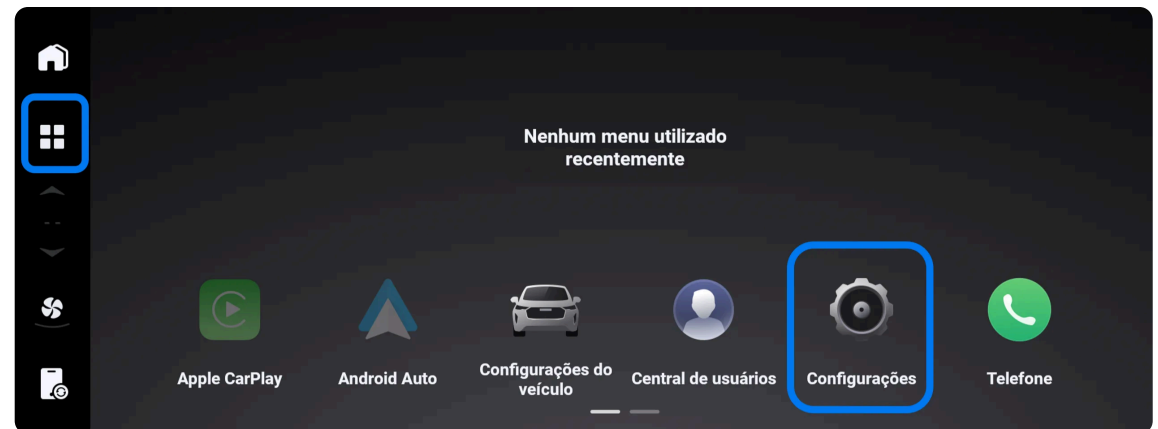 Nenhum menu utilizado
recentemente
Apple CarPlay
Android Auto
Configurações do
veículo
Central de usuários
Configurações
Telefone
--